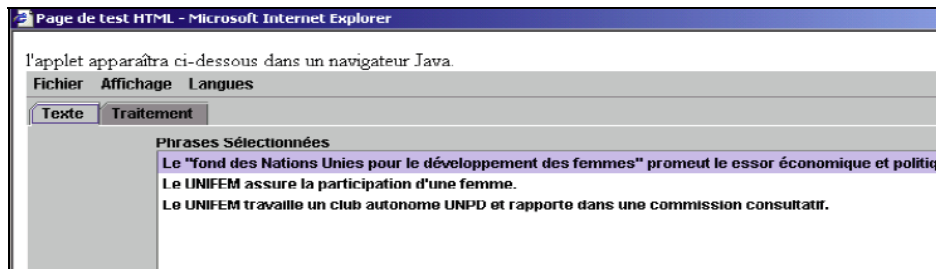 Page de test HTML - Microsoft Internet Explorer
l'applet apparaîtra ci-dessous dans un navigateur Java.
Fichier Affichage Langues
Texte Traitement
Phrases Sélectionnées
Le "fond des Nations Unies pour le développement des femmes" promeut le essor économique et politiq
Le UNIFEM assure la participation d'une femme.
Le UNIFEM travaille un club autonome UNPD et rapporte dans une commission consultatif.